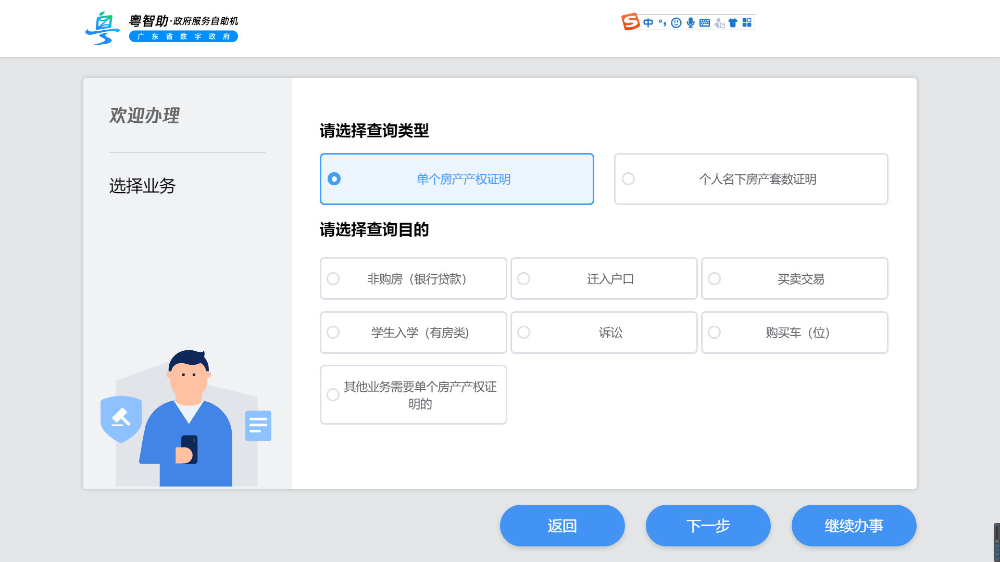 粤智助·政府服务自助机
广东省数字政府
中
欢迎办理
选择业务
请选择查询类型
单个房产产权证明
个人名下房产套数证明
请选择查询目的
非购房（银行贷款）
迁入户口
买卖交易
学生入学（有房类)
诉讼
购买车（位）
其他业务需要单个房产产权证
明的
返回
下一步
继续办事